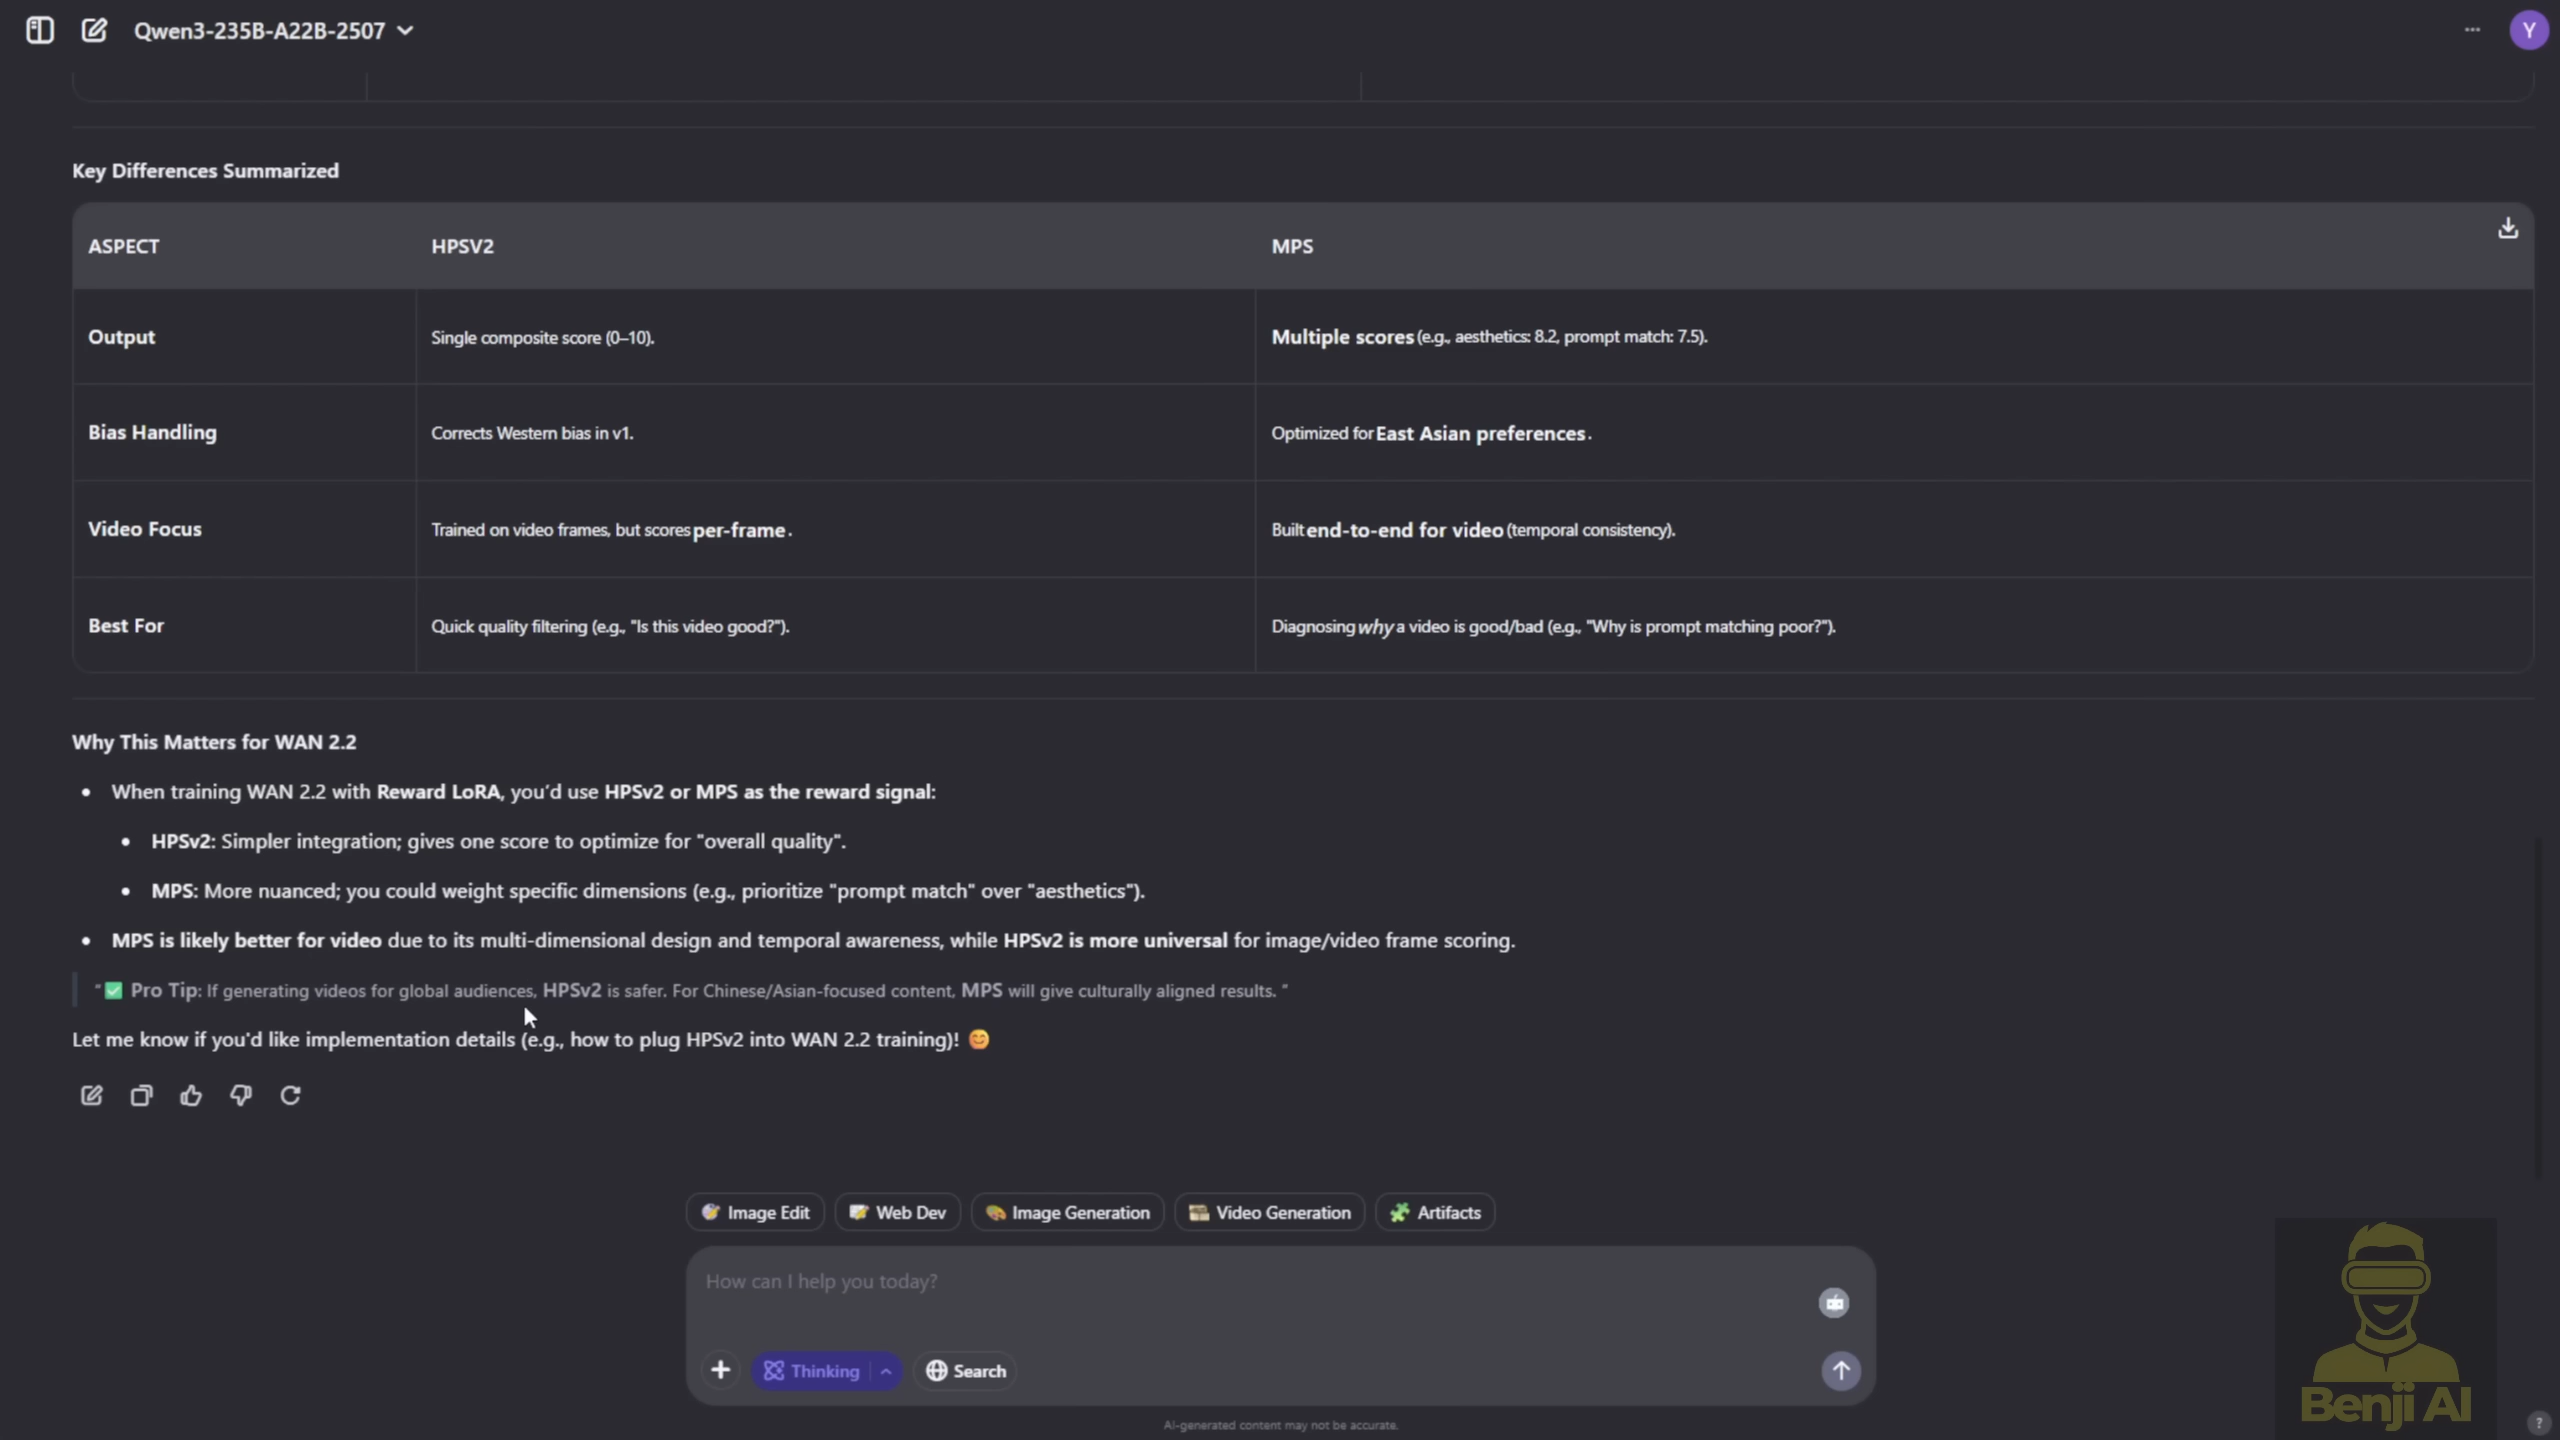 Qwen3-235B-A22B-2507
Y
Key Differences Summarized
ASPECT HPSV2 MPS
Output Single composite score (0–10). Multiple scores (e.g., aesthetics: 8.2, prompt match: 7.5).
Bias Handling Corrects Western bias in v1. Optimized for East Asian preferences.
Video Focus Trained on video frames, but scores per-frame. Built end-to-end for video (temporal consistency).
Best For Quick quality filtering (e.g., "Is this video good?"). Diagnosing why a video is good/bad (e.g., "Why is prompt matching poor?").
Why This Matters for WAN 2.2
• When training WAN 2.2 with Reward LoRA, you'd use HPSv2 or MPS as the reward signal:
• HPSv2: Simpler integration; gives one score to optimize for "overall quality".
• MPS: More nuanced; you could weight specific dimensions (e.g., prioritize "prompt match" over "aesthetics").
• MPS is likely better for video due to its multi-dimensional design and temporal awareness, while HPSv2 is more universal for image/video frame scoring.
"✅ Pro Tip: If generating videos for global audiences, HPSv2 is safer. For Chinese/Asian-focused content, MPS will give culturally aligned results. "
Let me know if you'd like implementation details (e.g., how to plug HPSv2 into WAN 2.2 training)! 😊
Image Edit Web Dev Image Generation Video Generation Artifacts
How can I help you today?
Thinking Search
Benji AI
AI-generated content may not be accurate.
?